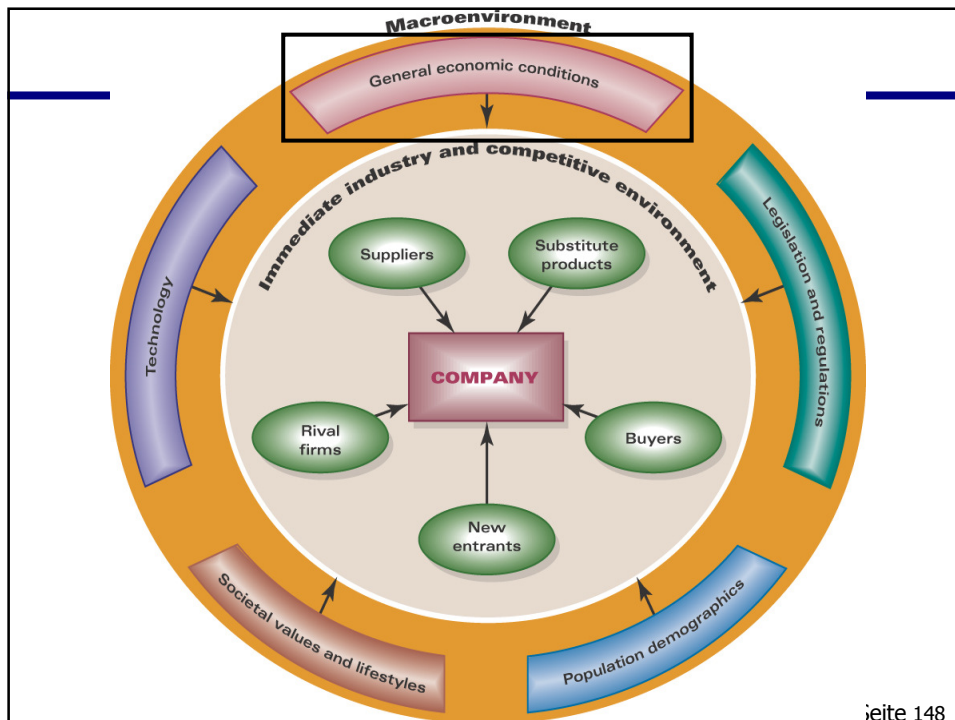 Macroenvironment
General economic conditions
Immediate industry and competitive environment
Technology
Legislation and regulations
Suppliers
Substitute
products
COMPANY
Rival
firms
Buyers
New
entrants
Societal values and lifestyles
Population demographics
Seite 148